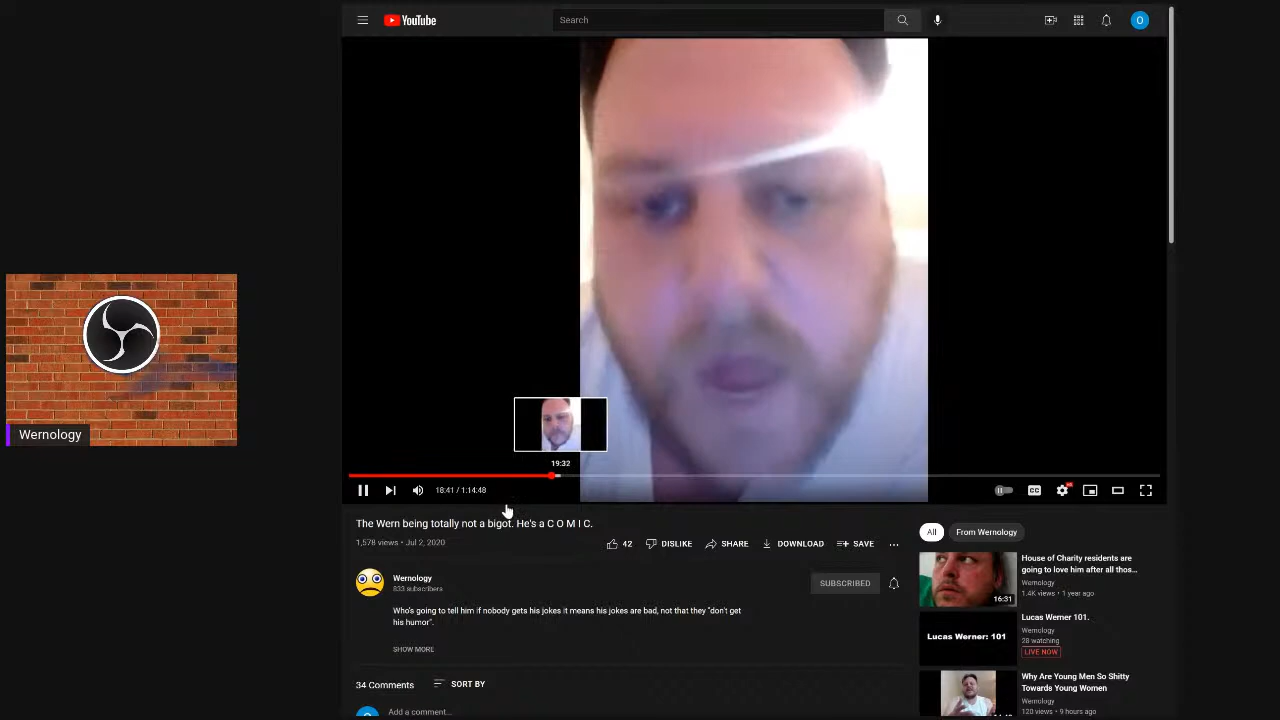 YouTube
Search
O
19:32
18:41 / 1:14:48
CC
Wernology
The Wern being totally not a bigot. He's a C O M I C.
1,578 views • Jul 2, 2020
42
DISLIKE
SHARE
DOWNLOAD
SAVE
Wernology
833 subscribers
SUBSCRIBED
Who's going to tell him if nobody gets his jokes it means his jokes are bad, not that they "don't get
his humor".
SHOW MORE
34 Comments
SORT BY
Add a comment...
All
From Wernology
House of Charity residents are
going to love him after all thos...
Wernology
1.4K views • 1 year ago
16:31
Lucas Werner: 101
Lucas Werner 101.
Wernology
28 watching
LIVE NOW
Why Are Young Men So Shitty
Towards Young Women
Wernology
120 views • 9 hours ago